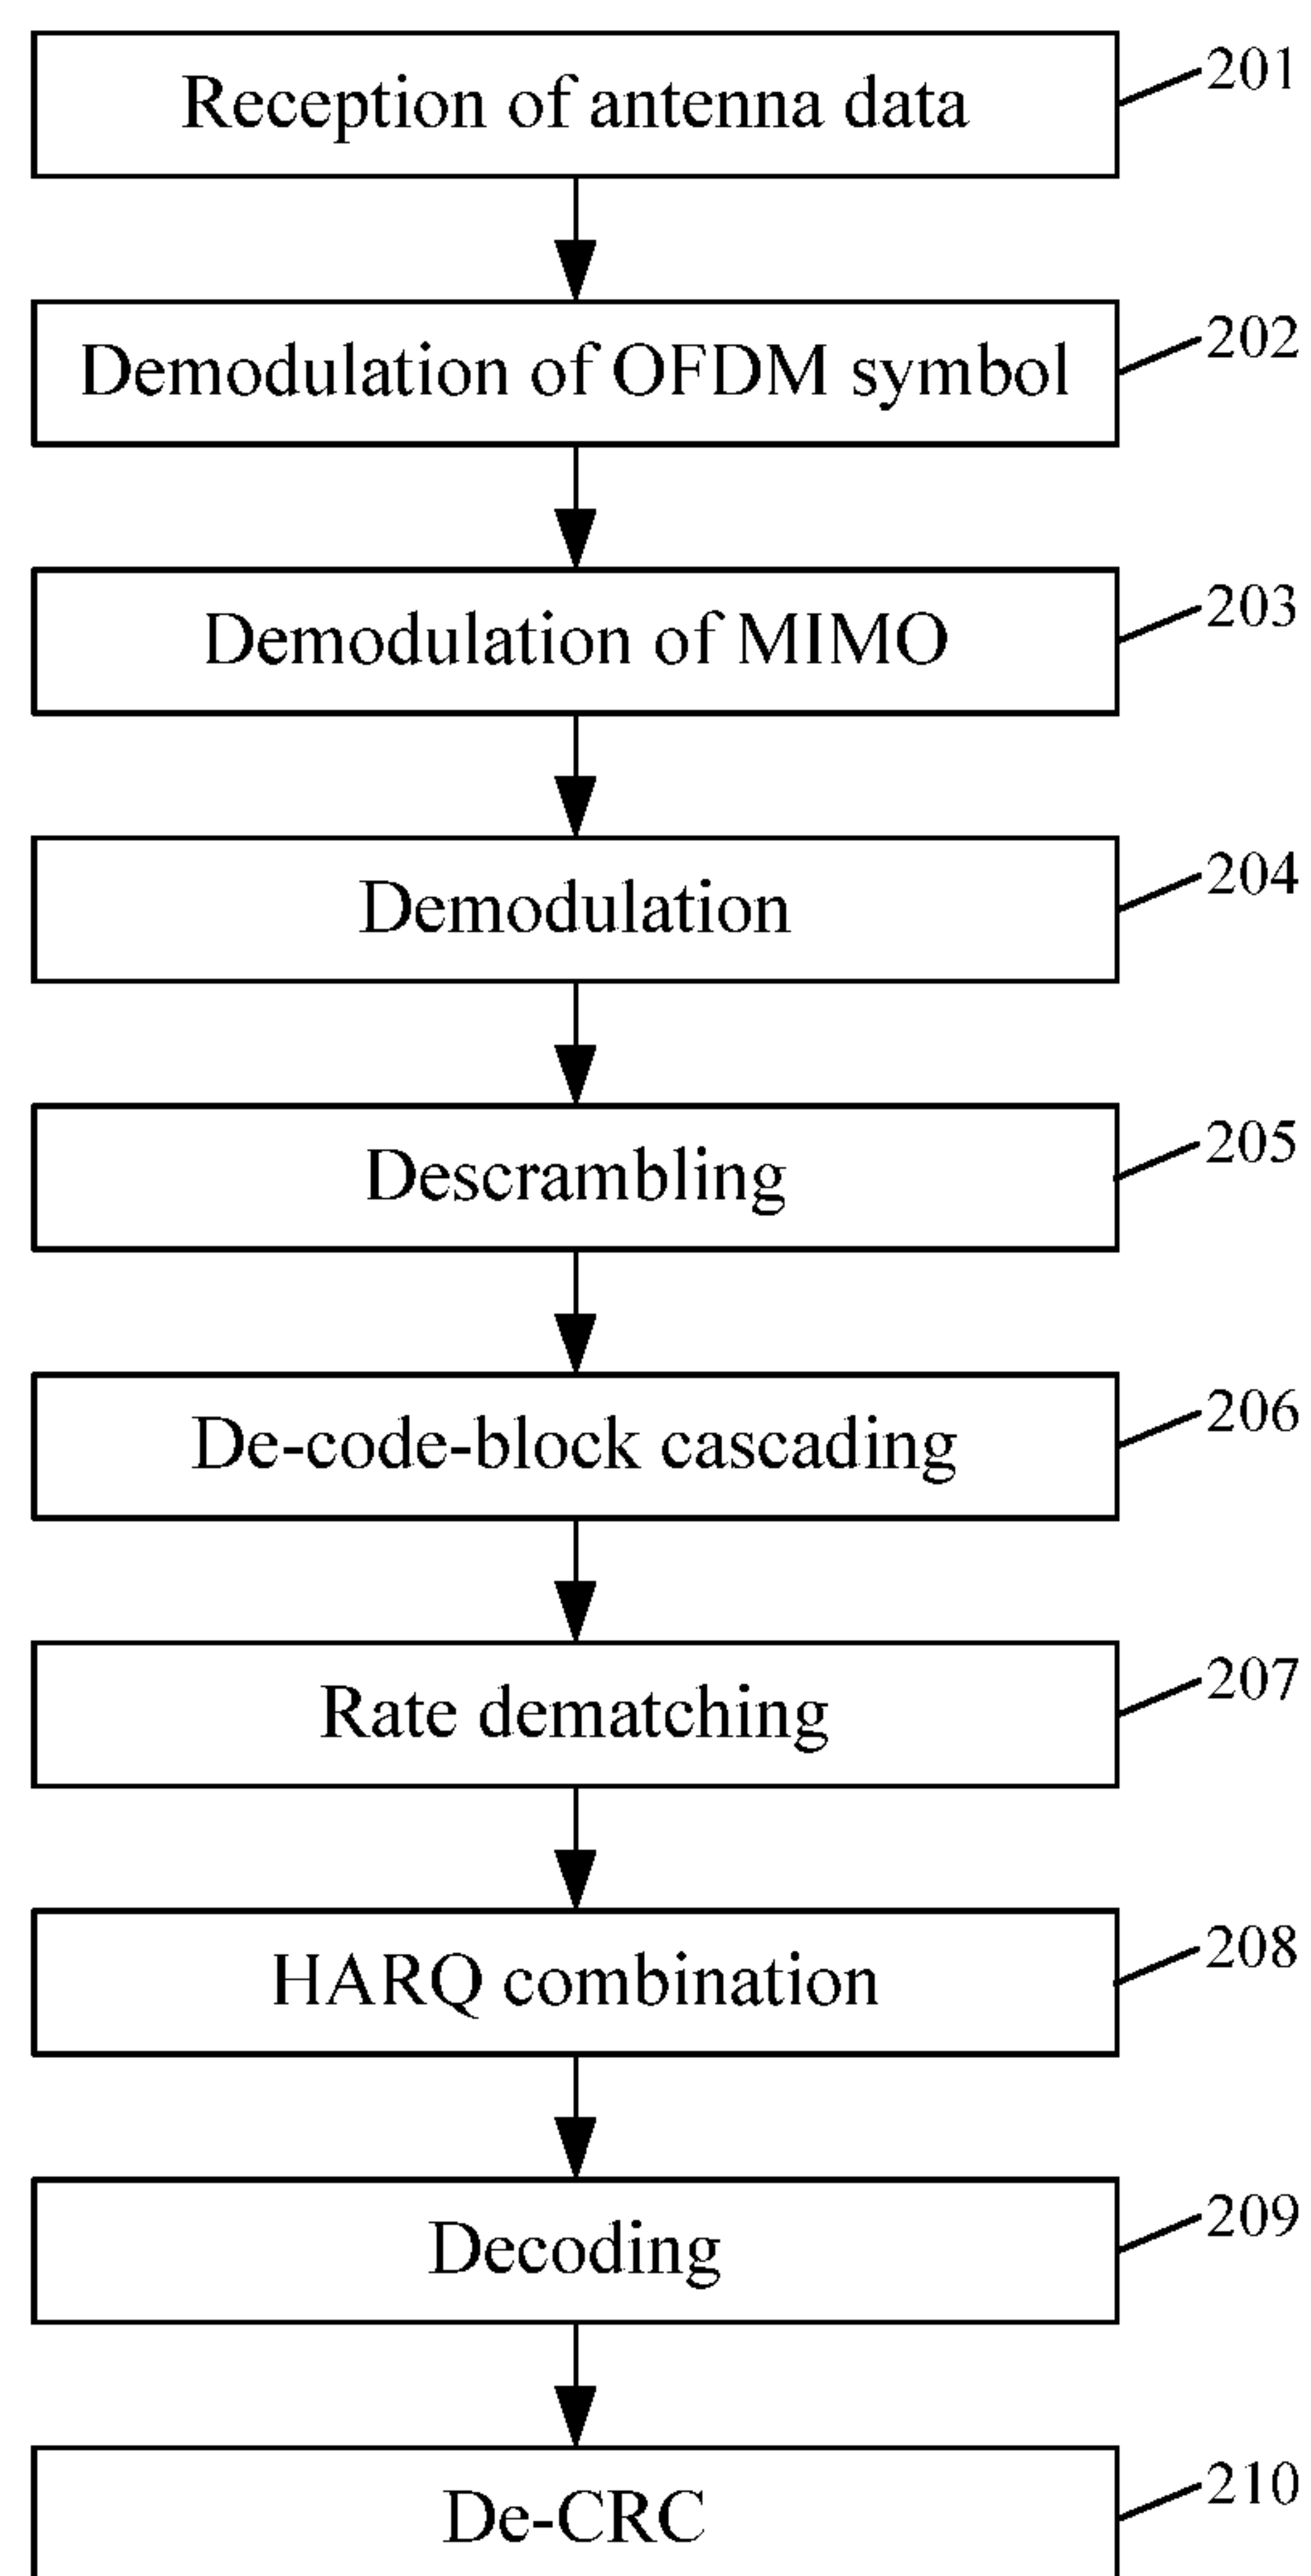 Reception of antenna data
201
Demodulation of OFDM symbol
202
Demodulation of MIMO
203
Demodulation
204
Descrambling
205
De-code-block cascading
206
Rate dematching
207
HARQ combination
208
Decoding
209
De-CRC
210